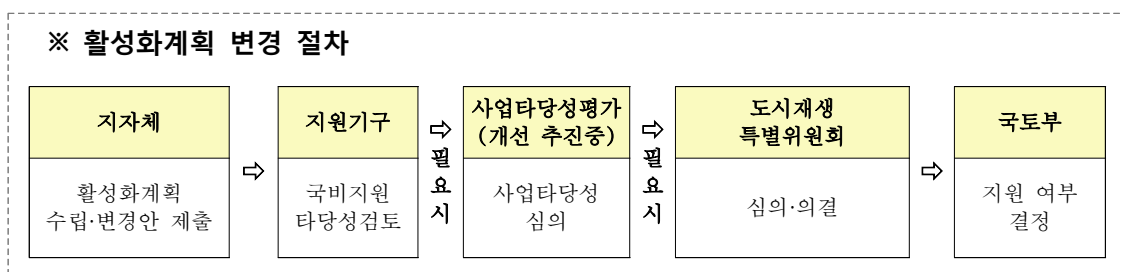 ※ 활성화계획 변경 절차
지자체
활성화계획
수립·변경안 제출
⇨
지원기구
국비지원
타당성검토
⇨
필
요
시
사업타당성평가
(개선 추진중)
사업타당성
심의
⇨
필
요
시
도시재생
특별위원회
심의·의결
⇨
국토부
지원 여부
결정